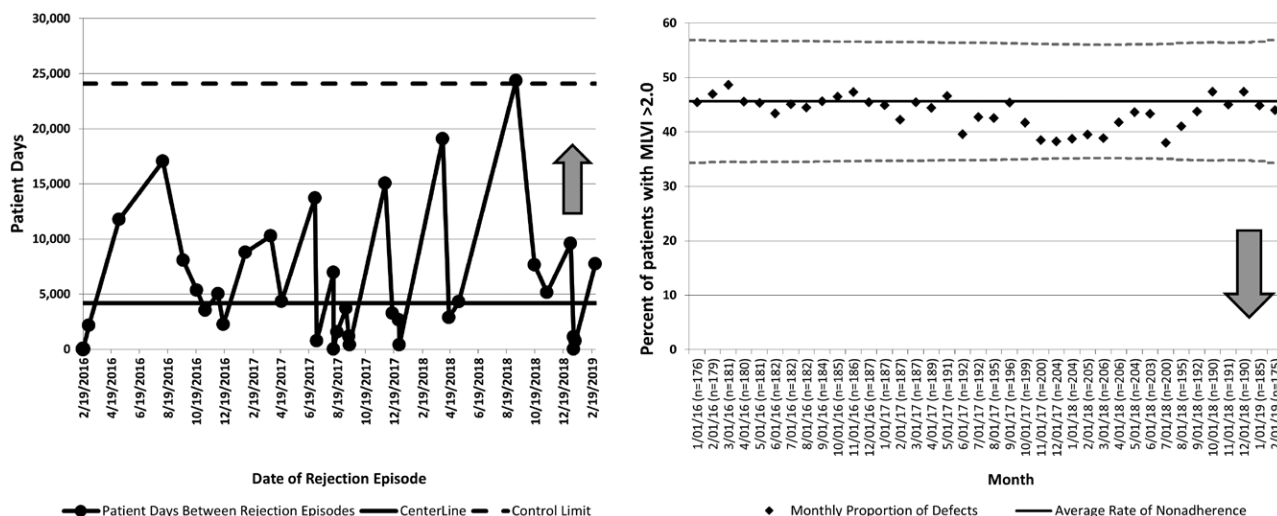 30,000
25,000
20,000
15,000
10,000
5,000
0
Patient Days
2/19/2016
4/19/2016
6/19/2016
8/19/2016
10/19/2016
12/19/2016
2/19/2017
4/19/2017
6/19/2017
8/19/2017
10/19/2017
12/19/2017
2/19/2018
4/19/2018
6/19/2018
8/19/2018
10/19/2018
12/19/2018
2/19/2019
Date of Rejection Episode
Patient Days Between Rejection Episodes CenterLine Control Limit
60
50
40
30
20
10
0
Percent of patients with MLVI >2.0
1/01/16 (n=176)
2/01/16 (n=179)
3/01/16 (n=181)
4/01/16 (n=180)
5/01/16 (n=181)
6/01/16 (n=182)
7/01/16 (n=182)
8/01/16 (n=182)
9/01/16 (n=184)
10/01/16 (n=185)
11/01/16 (n=186)
12/01/16 (n=187)
1/01/17 (n=187)
2/01/17 (n=187)
3/01/17 (n=187)
4/01/17 (n=189)
5/01/17 (n=191)
6/01/17 (n=192)
7/01/17 (n=192)
8/01/17 (n=195)
9/01/17 (n=196)
10/01/17 (n=199)
11/01/17 (n=200)
12/01/17 (n=204)
1/01/18 (n=204)
2/01/18 (n=205)
3/01/18 (n=206)
4/01/18 (n=206)
5/01/18 (n=204)
6/01/18 (n=203)
7/01/18 (n=200)
8/01/18 (n=195)
9/01/18 (n=192)
10/01/18 (n=190)
11/01/18 (n=191)
12/01/18 (n=190)
1/01/19 (n=185)
2/01/19 (n=175)
Month
Monthly Proportion of Defects Average Rate of Nonadherence